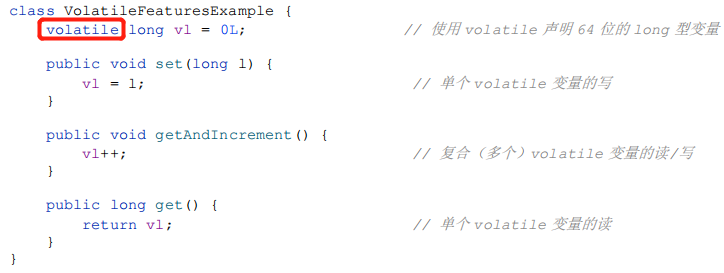 class VolatileFeaturesExample {
volatile long vl = 0L; // 使用 volatile 声明 64 位的 long 型变量
public void set(long l) {
vl = l; // 单个 volatile 变量的写
}
public void getAndIncrement() {
vl++; // 复合（多个）volatile 变量的读/写
}
public long get() {
return vl; // 单个 volatile 变量的读
}
}